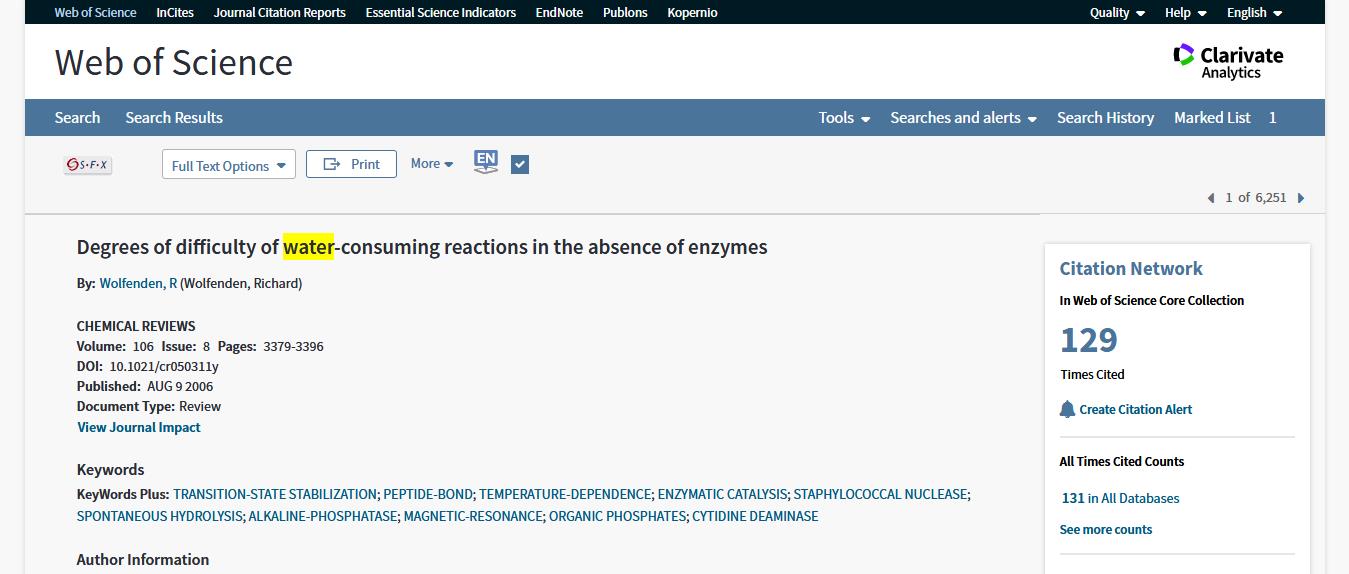 Web of Science InCites Journal Citation Reports Essential Science Indicators EndNote Publons Kopernio Quality Help English
Web of Science
Clarivate
Analytics
Search Search Results Tools Searches and alerts Search History Marked List 1
S·F·X Full Text Options Print More EN
1 of 6,251
Degrees of difficulty of water-consuming reactions in the absence of enzymes
By: Wolfenden, R (Wolfenden, Richard)
CHEMICAL REVIEWS
Volume: 106 Issue: 8 Pages: 3379-3396
DOI: 10.1021/cr050311y
Published: AUG 9 2006
Document Type: Review
View Journal Impact
Keywords
KeyWords Plus: TRANSITION-STATE STABILIZATION; PEPTIDE-BOND; TEMPERATURE-DEPENDENCE; ENZYMATIC CATALYSIS; STAPHYLOCOCCAL NUCLEASE;
SPONTANEOUS HYDROLYSIS; ALKALINE-PHOSPHATASE; MAGNETIC-RESONANCE; ORGANIC PHOSPHATES; CYTIDINE DEAMINASE
Author Information
Citation Network
In Web of Science Core Collection
129
Times Cited
Create Citation Alert
All Times Cited Counts
131 in All Databases
See more counts